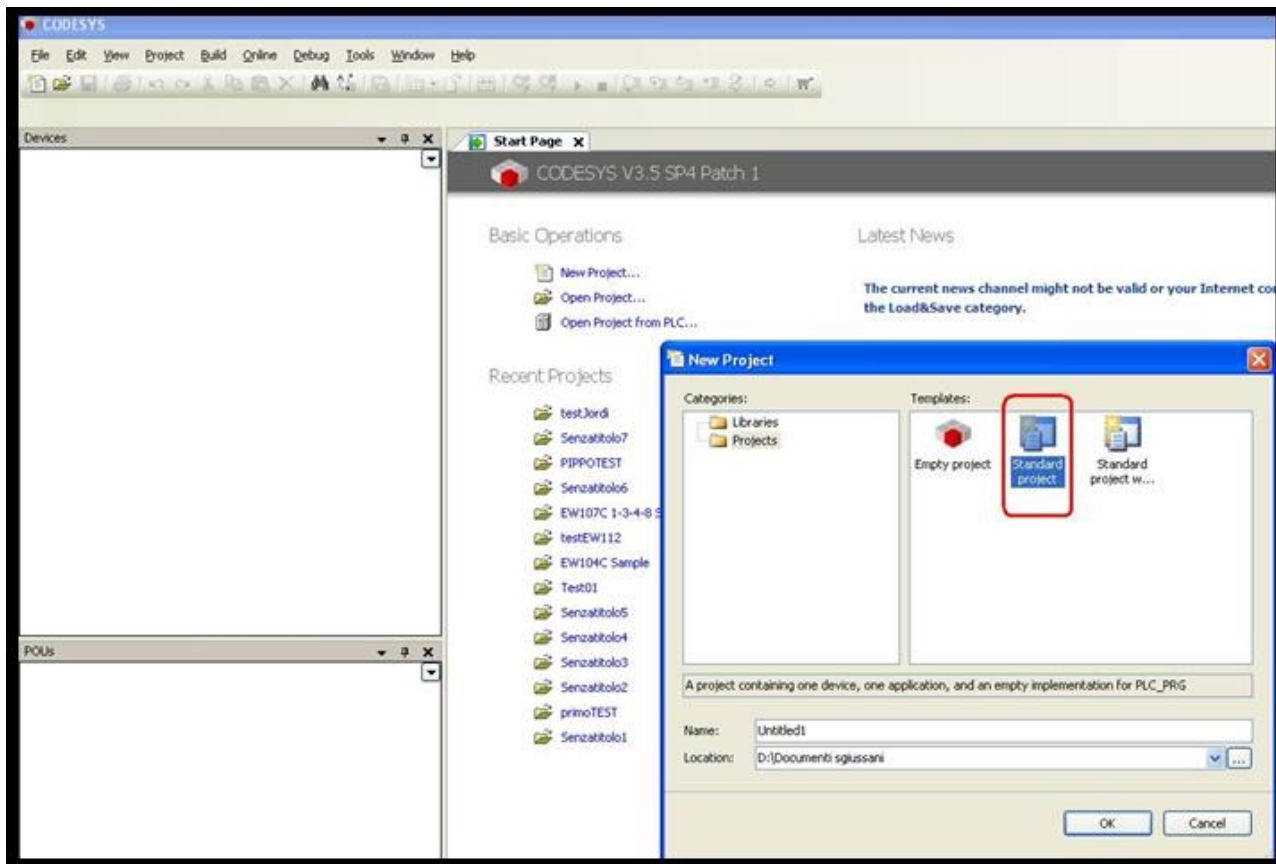 CODESYS
File Edit View Project Build Online Debug Tools Window Help
Devices
Start Page X
CODESYS V3.5 SP4 Patch 1
Basic Operations
New Project...
Open Project...
Open Project from PLC...
Latest News
The current news channel might not be valid or your Internet
the Load&Save category.
Recent Projects
testJordi
Senzatitolo7
PIPPOTEST
Senzatitolo6
EW107C 1-3-4-8 S
testEW112
EW104C Sample
Test01
Senzatitolo5
Senzatitolo4
Senzatitolo3
Senzatitolo2
primoTEST
Senzatitolo1
POUs
New Project
Categories:
Libraries
Projects
Templates:
Empty project
Standard
project
Standard
project w...
A project containing one device, one application, and an empty implementation for PLC_PRG
Name: Untitled1
Location: D:\Documenti sgiussani
...
OK Cancel